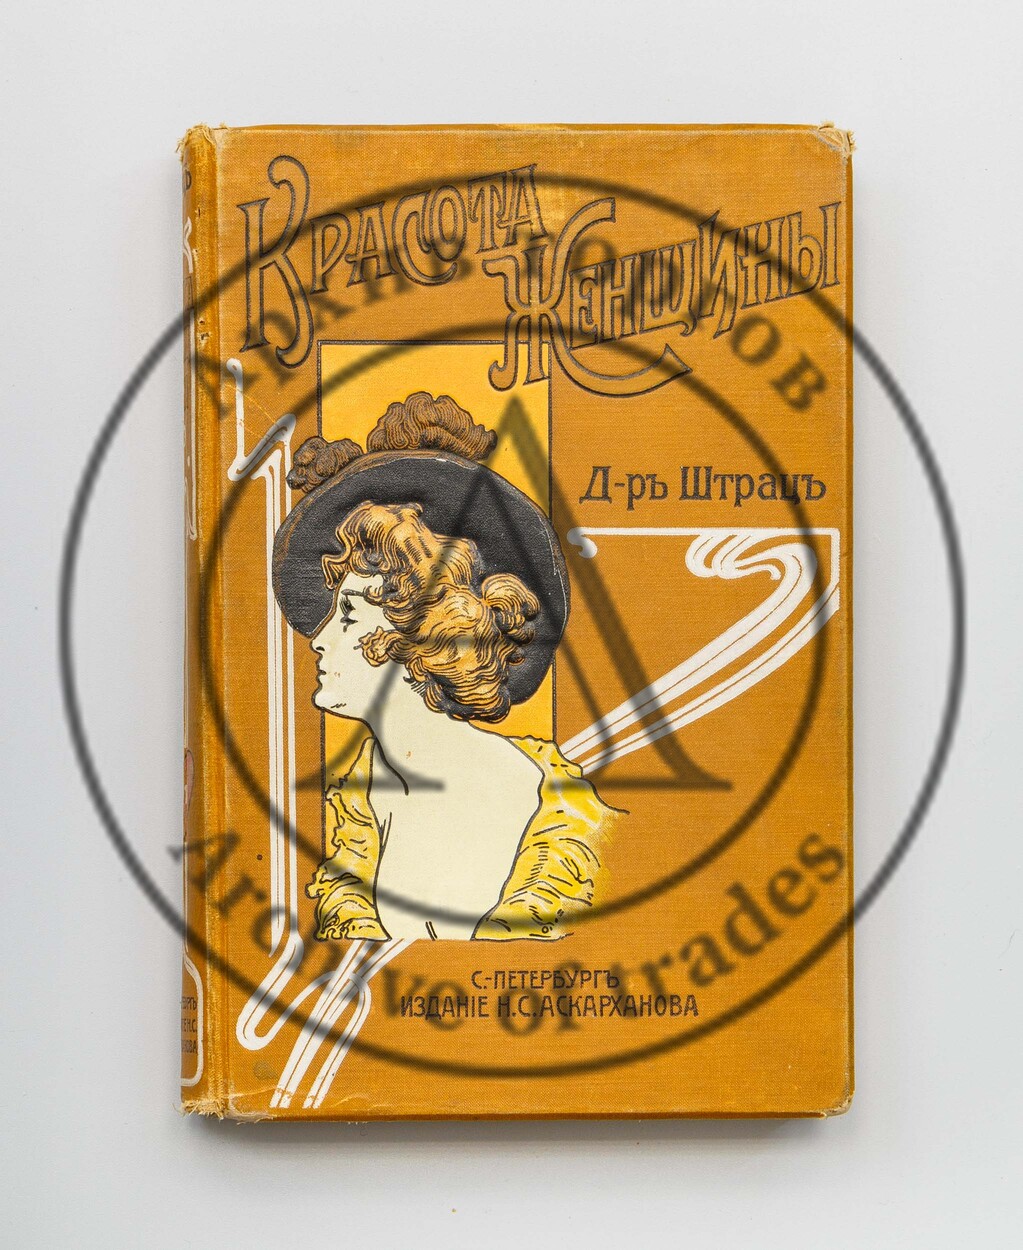 КРАСОТА
ЖЕНЩИНЫ
Д-ръ Штрацъ
С.-ПЕТЕРБУРГЪ
ИЗДАНІЕ Н.С.АСКАРХАНОВА
Archive of trades